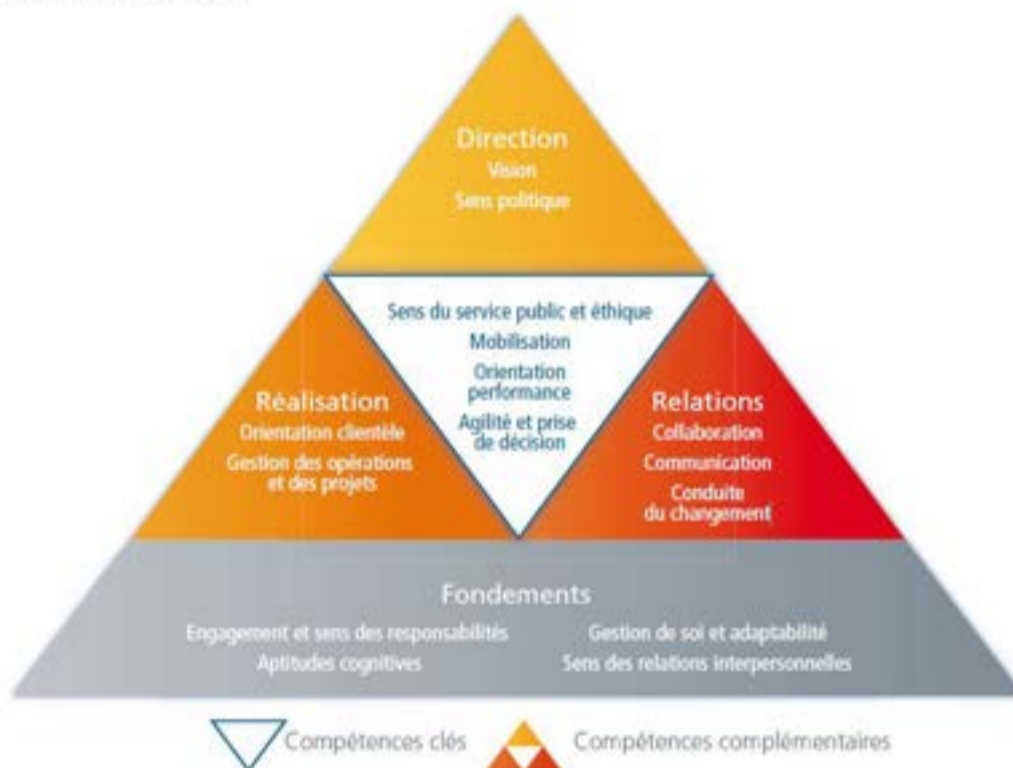 Direction
Vision
Sens politique
Sens du service public et éthique
Mobilisation
Orientation
performance
Agilité et prise
de décision
Réalisation
Orientation clientèle
Gestion des opérations
et des projets
Relations
Collaboration
Communication
Conduite
du changement
Fondements
Engagement et sens des responsabilités
Aptitudes cognitives
Gestion de soi et adaptabilité
Sens des relations interpersonnelles
Compétences clés
Compétences complémentaires